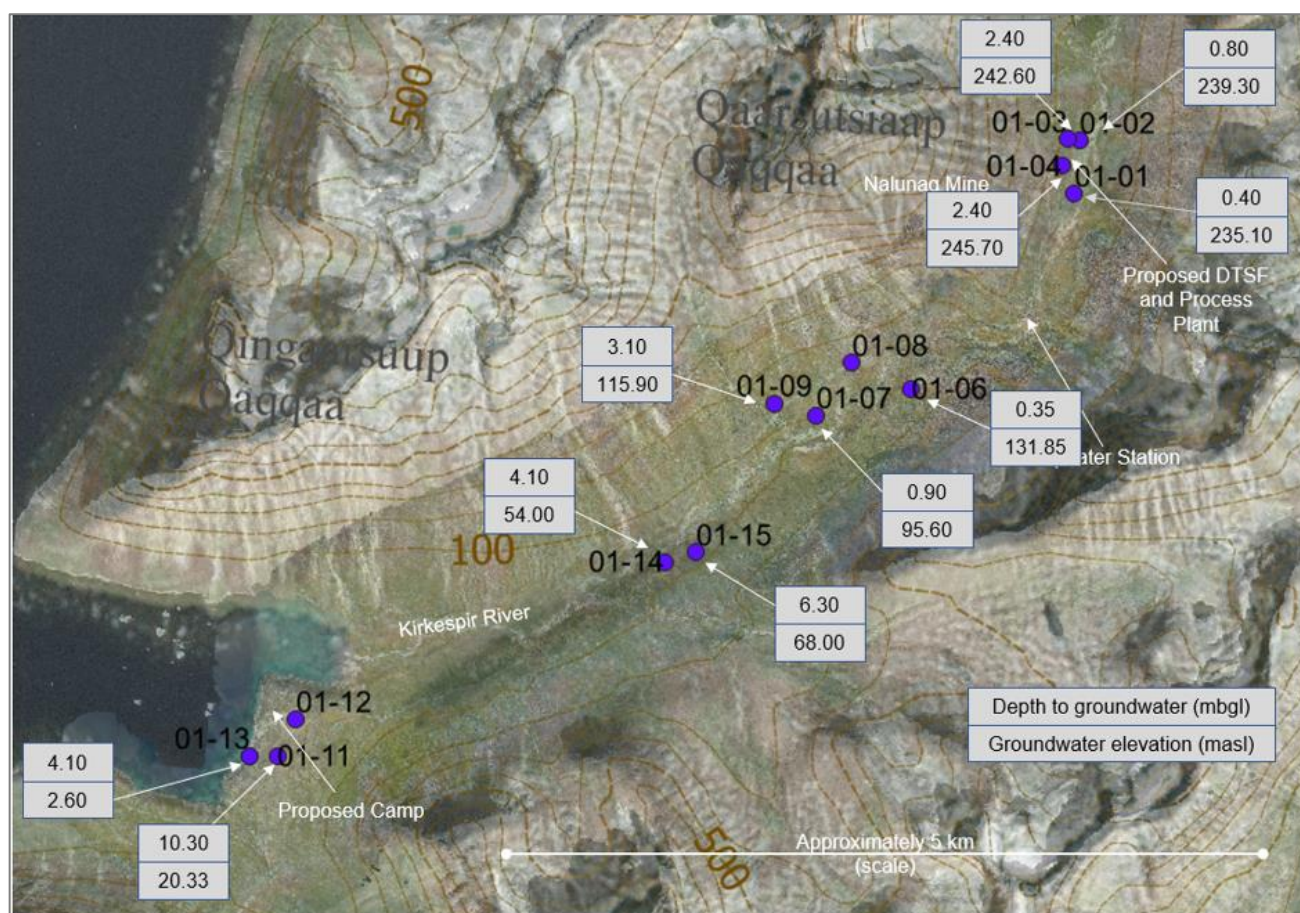 500
Qaarsutsiaap
Qaqqaa
2.40
242.60
0.80
239.30
01-03
01-02
01-04
01-01
Nalunaq Mine
2.40
245.70
0.40
235.10
Proposed DTSF
and Process
Plant
Qingaarsuup
Qaqqaa
3.10
115.90
01-08
01-09
01-07
01-06
0.35
131.85
ater Station
0.90
95.60
4.10
54.00
100
01-15
01-14
6.30
68.00
Kirkespir River
01-12
01-13
01-11
4.10
2.60
Proposed Camp
10.30
20.33
Depth to groundwater (mbgl)
Groundwater elevation (masl)
500
Approximately 5 km
(scale)